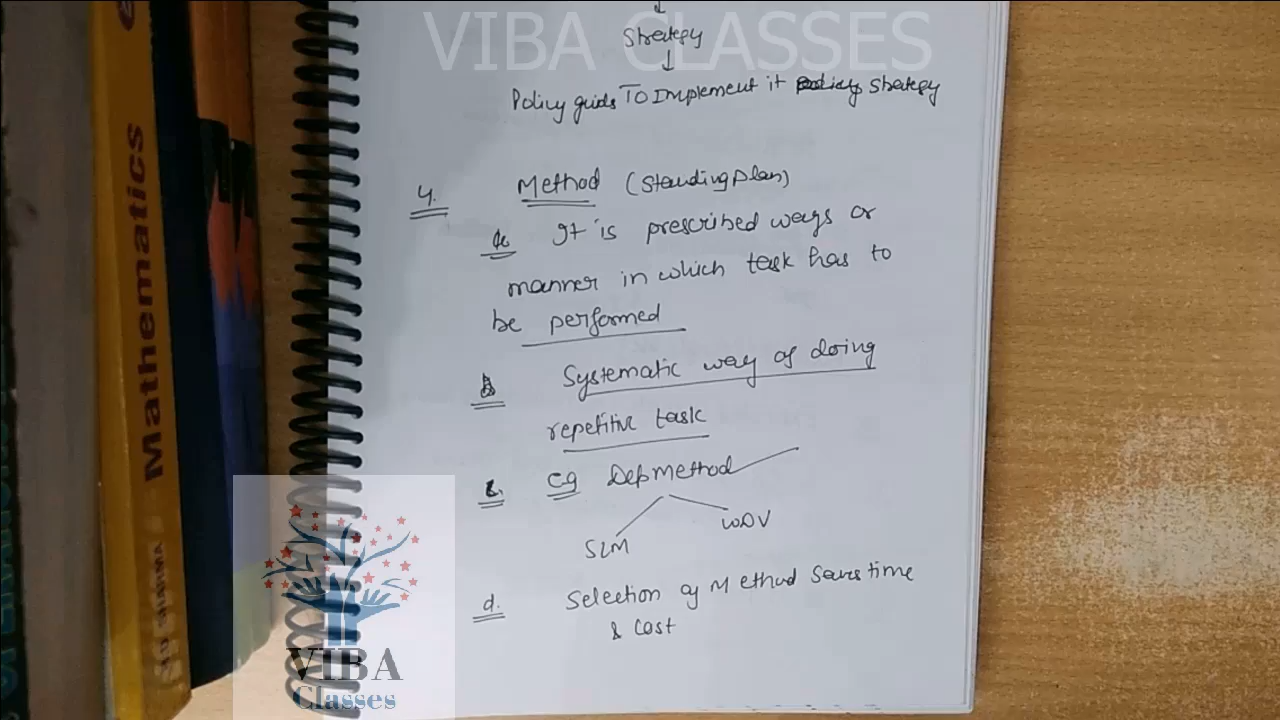 VIBA CLASSES
Strategy
Policy guids To Implement it policy strategy
4. Method (Standing plan)
a. It is prescribed ways or
manner in which task has to
be performed
b. Systematic way of doing
repetitive task
c. eg Dep method
SLM WDV
d. Selection of Method saves time
& cost
Mathematics
R.D. SHARMA
VIBA
Classes